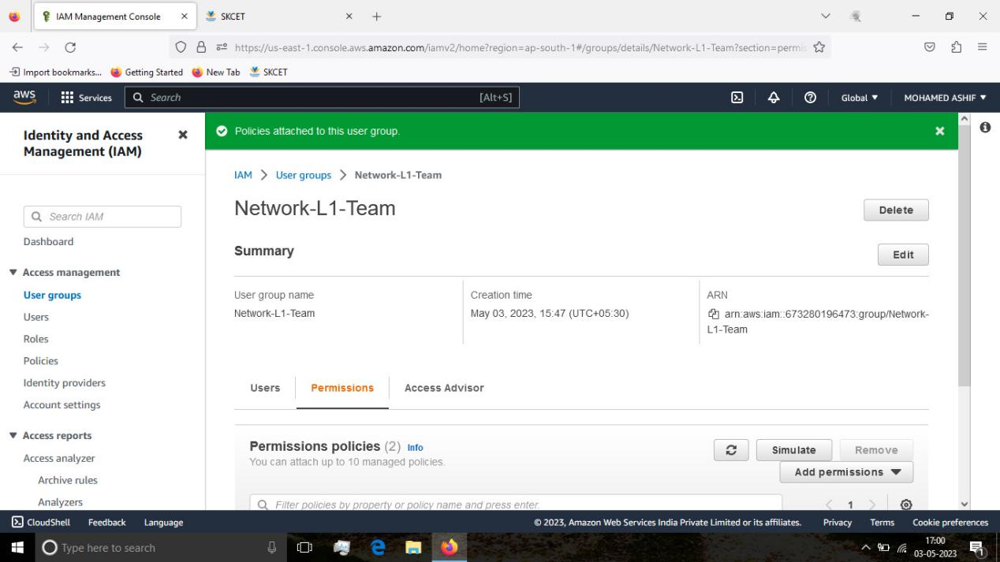 IAM Management Console
SKCET
https://us-east-1.console.aws.amazon.com/iamv2/home?region=ap-south-1#/groups/details/Network-L1-Team?section=permis
Import bookmarks...
Getting Started
New Tab
SKCET
aws
Services
Search
[Alt+S]
Global
MOHAMED ASHIF
Identity and Access
Management (IAM)
Search IAM
Dashboard
Access management
User groups
Users
Roles
Policies
Identity providers
Account settings
Access reports
Access analyzer
Archive rules
Analyzers
Policies attached to this user group.
IAM
User groups
Network-L1-Team
Network-L1-Team
Delete
Summary
Edit
User group name
Network-L1-Team
Creation time
May 03, 2023, 15:47 (UTC+05:30)
ARN
arn:aws:iam::673280196473:group/Network-
L1-Team
Users
Permissions
Access Advisor
Permissions policies (2) Info
You can attach up to 10 managed policies.
Simulate
Remove
Add permissions
Filter policies by property or policy name and press enter.
1
CloudShell
Feedback
Language
© 2023, Amazon Web Services India Private Limited or its affiliates.
Privacy
Terms
Cookie preferences
Type here to search
17:00
03-05-2023
1